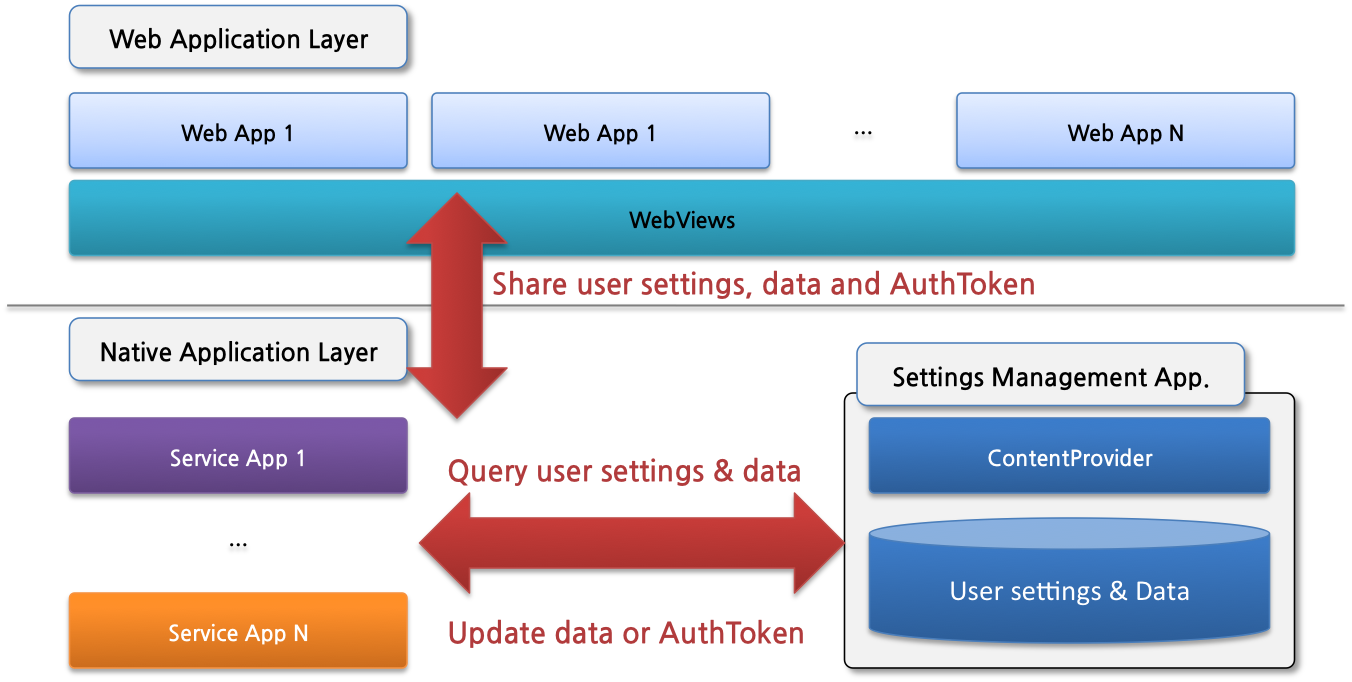 Web Application Layer
Web App 1
Web App 1
...
Web App N
WebViews
Share user settings, data and AuthToken
Native Application Layer
Settings Management App.
Service App 1
ContentProvider
Query user settings & data
...
User settings & Data
Service App N
Update data or AuthToken